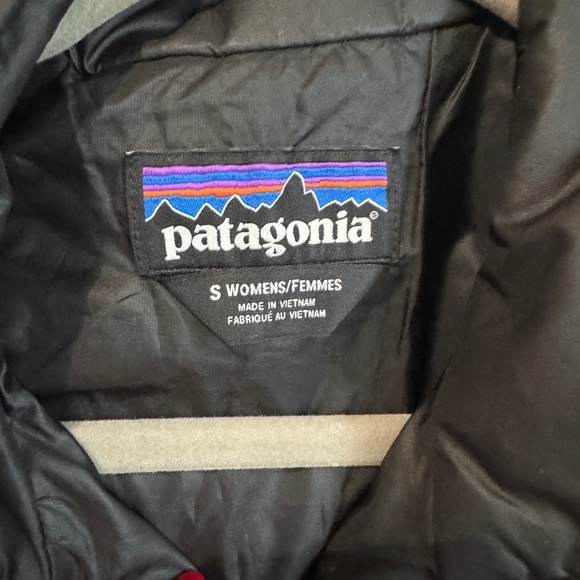 patagonia®
S WOMENS/FEMMES
MADE IN VIETNAM
FABRIQUÉ AU VIETNAM